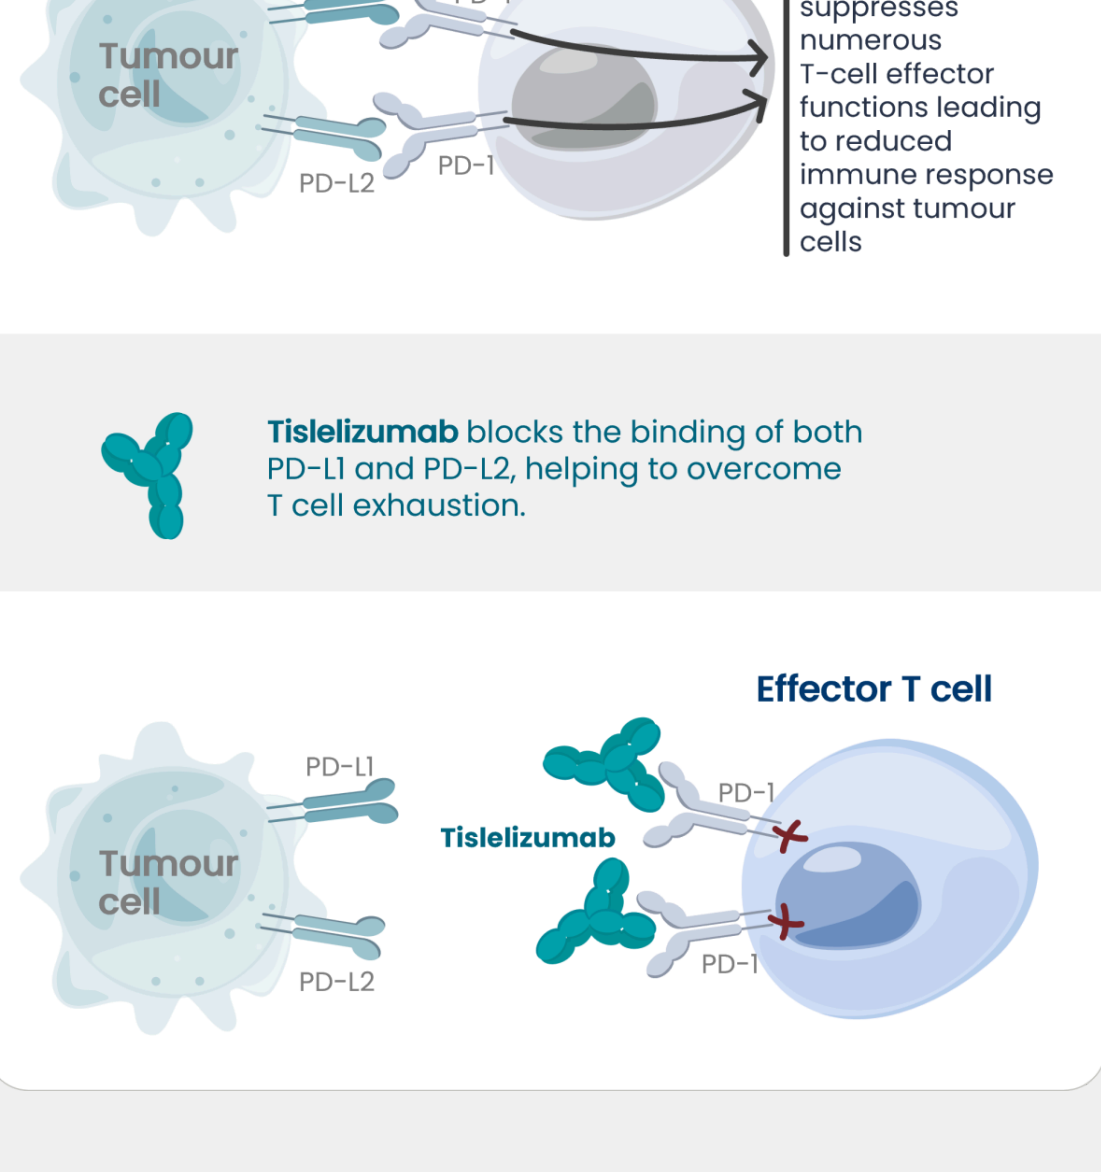 suppresses
numerous
T-cell effector
functions leading
to reduced
immune response
against tumour
cells
Tumour
cell
PD-L2
PD-1
Tislelizumab blocks the binding of both
PD-L1 and PD-L2, helping to overcome
T cell exhaustion.
Effector T cell
PD-L1
PD-1
Tislelizumab
Tumour
cell
PD-L2
PD-1